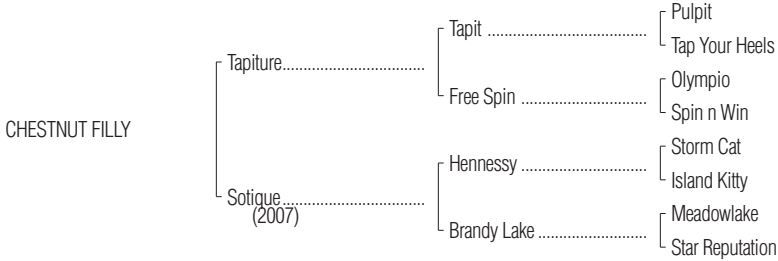 Pulpit
Tapit ..................................
Tap Your Heels
Tapiture.....................................
Olympio
Free Spin ................................
Spin n Win
CHESTNUT FILLY
Storm Cat
Hennessy ................................
Island Kitty
Sotique.....................................
(2007)
Meadowlake
Brandy Lake ............................
Star Reputation